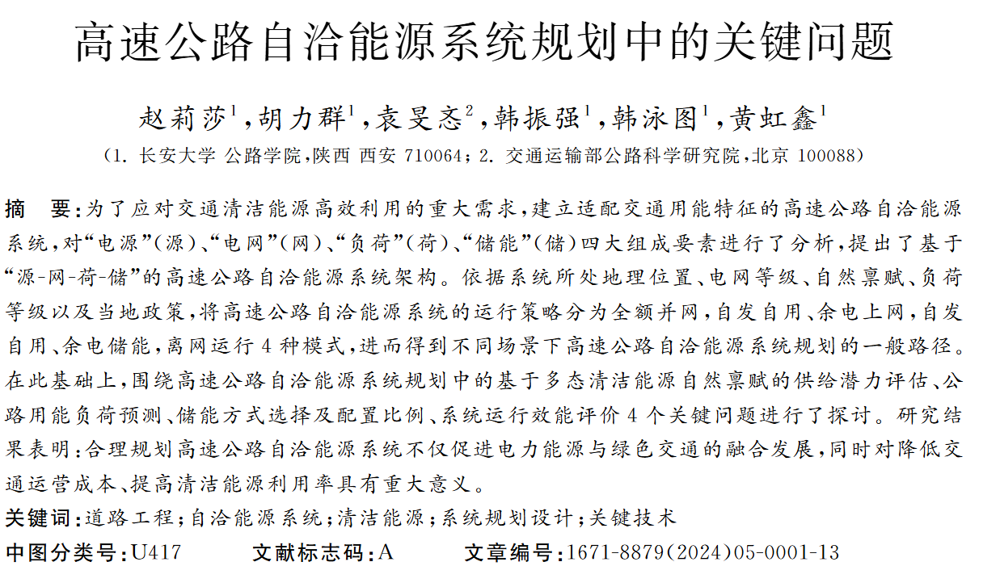 高速公路自洽能源系统规划中的关键问题
赵莉莎1,胡力群1,袁旻忞2,韩振强1,韩泳图1,黄虹鑫1
(1. 长安大学 公路学院,陕西 西安 710064; 2. 交通运输部公路科学研究院,北京 100088)
摘 要:为了应对交通清洁能源高效利用的重大需求,建立适配交通用能特征的高速公路自洽能源
系统,对“电源”(源)、“电网”(网)、“负荷”(荷)、“储能”(储)四大组成要素进行了分析,提出了基于
“源-网-荷-储”的高速公路自洽能源系统架构。依据系统所处地理位置、电网等级、自然禀赋、负荷
等级以及当地政策,将高速公路自洽能源系统的运行策略分为全额并网,自发自用、余电上网,自发
自用、余电储能,离网运行 4 种模式,进而得到不同场景下高速公路自洽能源系统规划的一般路径。
在此基础上,围绕高速公路自洽能源系统规划中的基于多态清洁能源自然禀赋的供给潜力评估、公
路用能负荷预测、储能方式选择及配置比例、系统运行效能评价 4 个关键问题进行了探讨。研究结
果表明:合理规划高速公路自洽能源系统不仅促进电力能源与绿色交通的融合发展,同时对降低交
通运营成本、提高清洁能源利用率具有重大意义。
关键词:道路工程;自洽能源系统;清洁能源;系统规划设计;关键技术
中图分类号:U417 文献标志码:A 文章编号:1671-8879(2024)05-0001-13